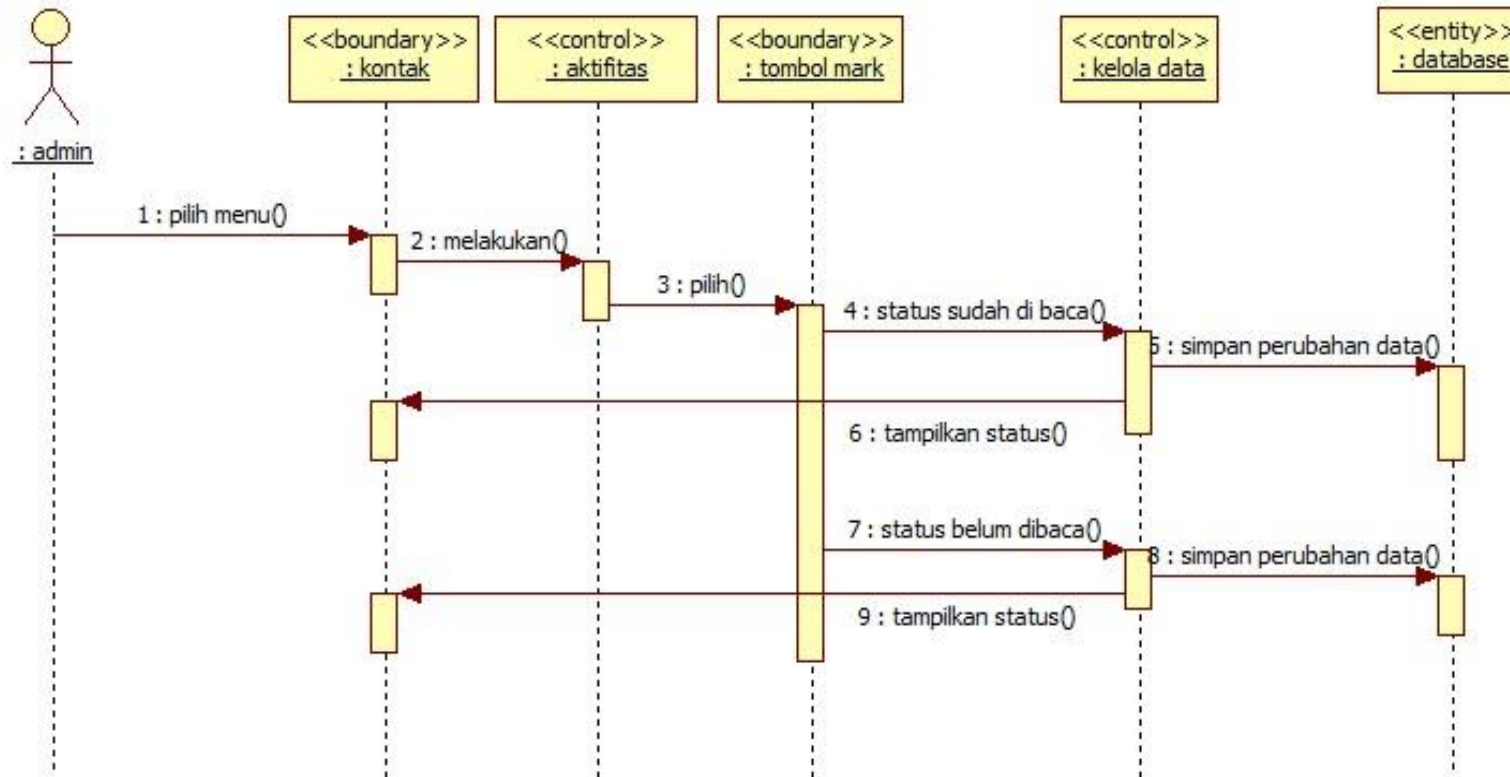 <<boundary>>
: kontak
<<control>>
: aktifitas
<<boundary>>
: tombol mark
<<control>>
: kelola data
<<entity>>
: database
: admin
1 : pilih menu()
2 : melakukan()
3 : pilih()
4 : status sudah di baca()
5 : simpan perubahan data()
6 : tampilkan status()
7 : status belum dibaca()
8 : simpan perubahan data()
9 : tampilkan status()